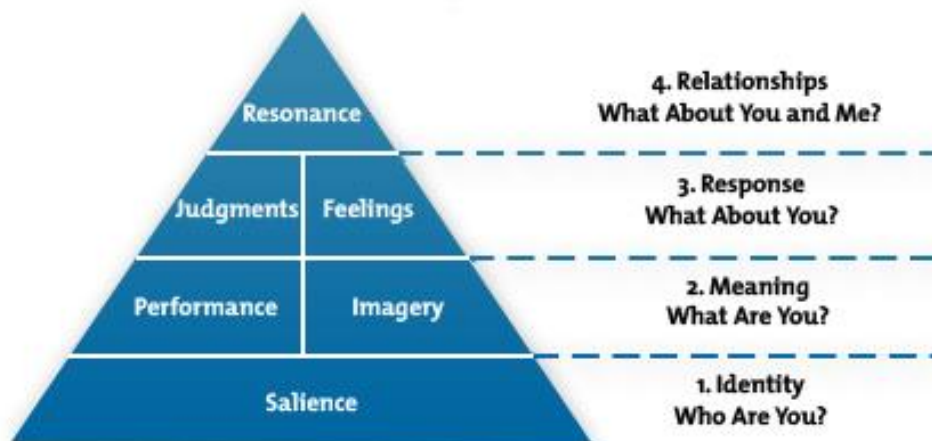 Resonance
4. Relationships
What About You and Me?
Judgments Feelings
3. Response
What About You?
Performance Imagery
2. Meaning
What Are You?
Salience
1. Identity
Who Are You?